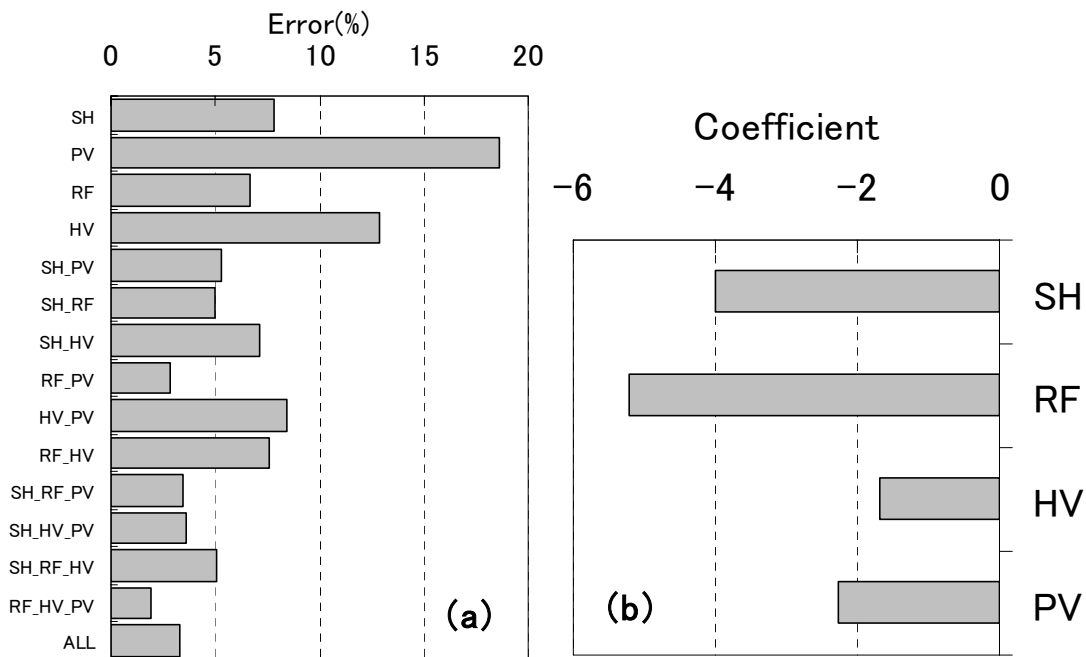 Error(%)
0 5 10 15 20
SH
PV
RF
HV
SH_PV
SH_RF
SH_HV
RF_PV
HV_PV
RF_HV
SH_RF_PV
SH_HV_PV
SH_RF_HV
RF_HV_PV
ALL
(a)
Coefficient
−6 −4 −2 0
SH
RF
HV
PV
(b)